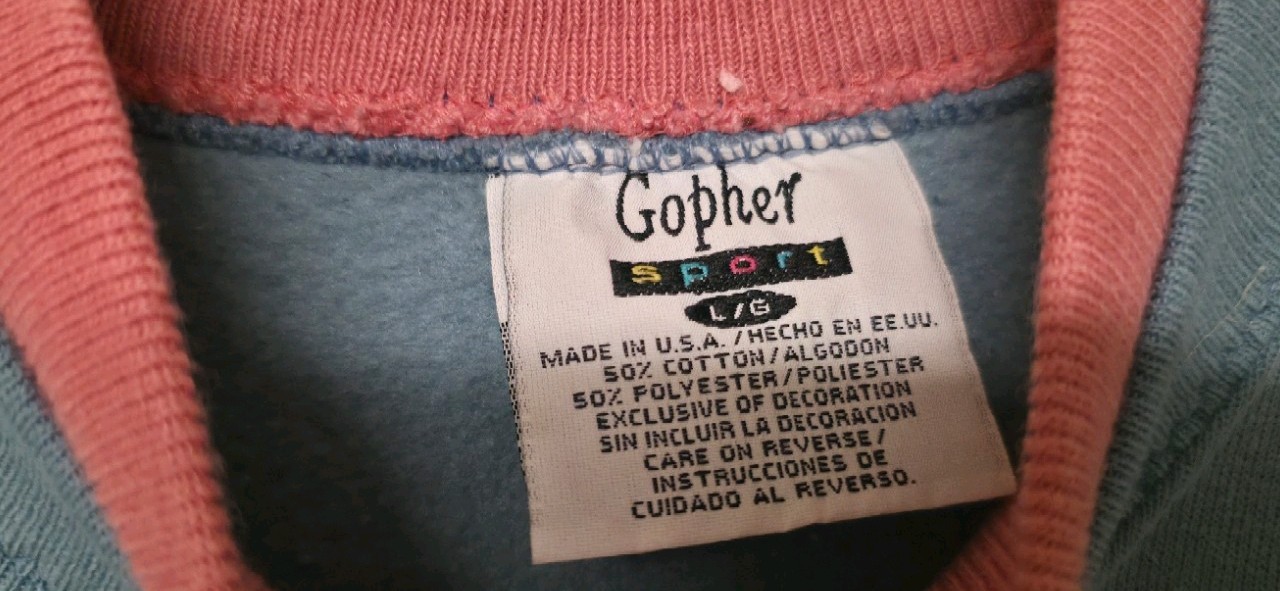 Gopher
sport
L/G
MADE IN U.S.A. /HECHO EN EE.UU.
50% COTTON/ALGODON
50% POLYESTER/POLIESTER
EXCLUSIVE OF DECORATION
SIN INCLUIR LA DECORACION
CARE ON REVERSE/
INSTRUCCIONES DE
CUIDADO AL REVERSO.